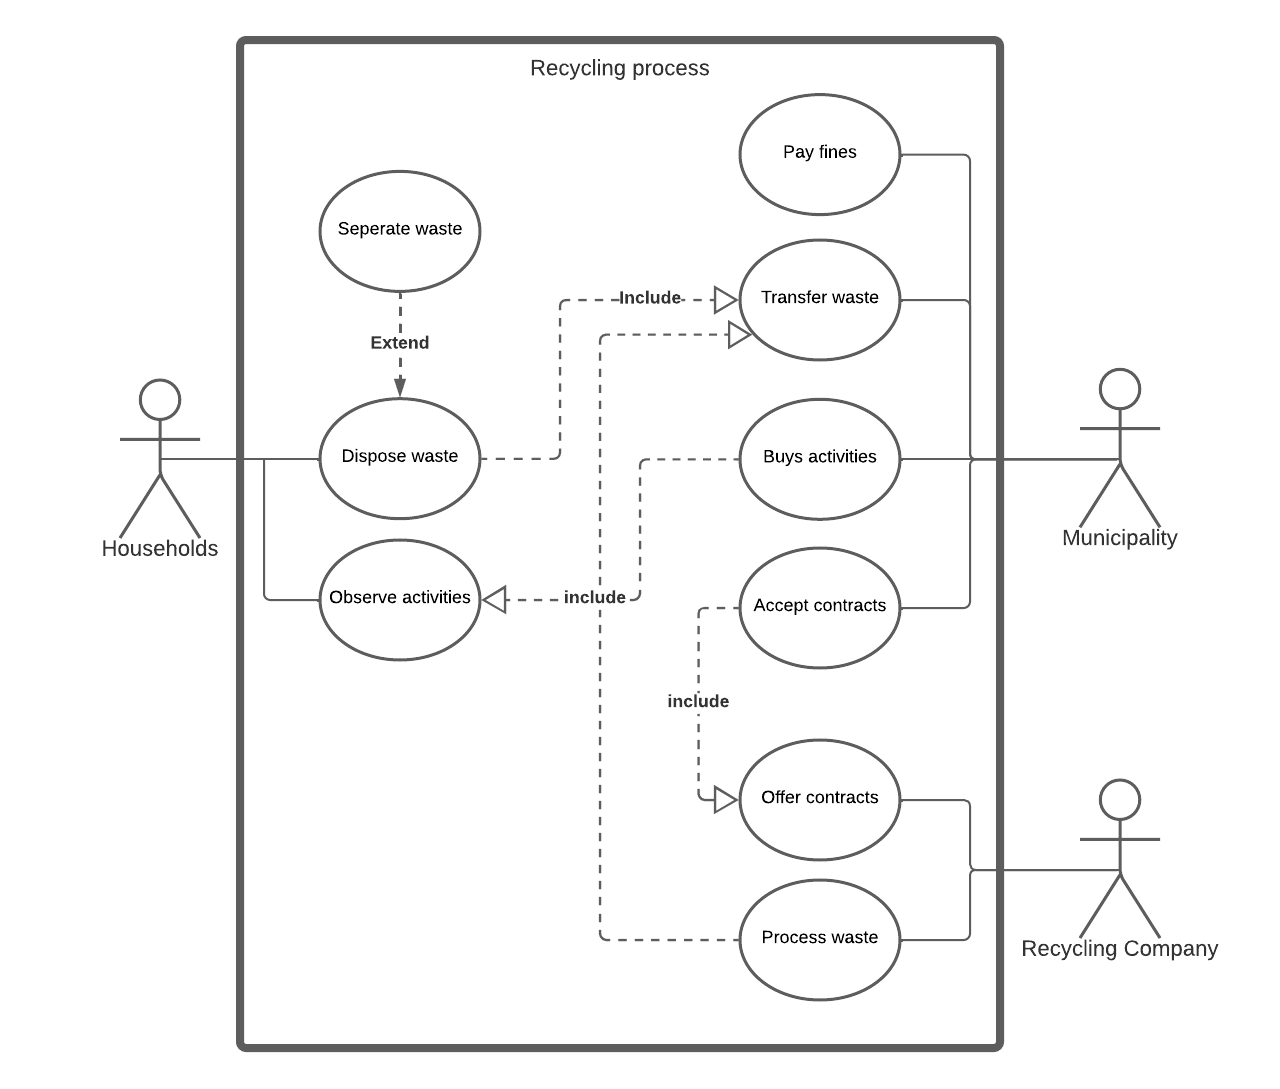 Recycling process
Pay fines
Seperate waste
Include
Transfer waste
Extend
Dispose waste
Buys activities
Households
Municipality
Observe activities
include
Accept contracts
include
Offer contracts
Process waste
Recycling Company